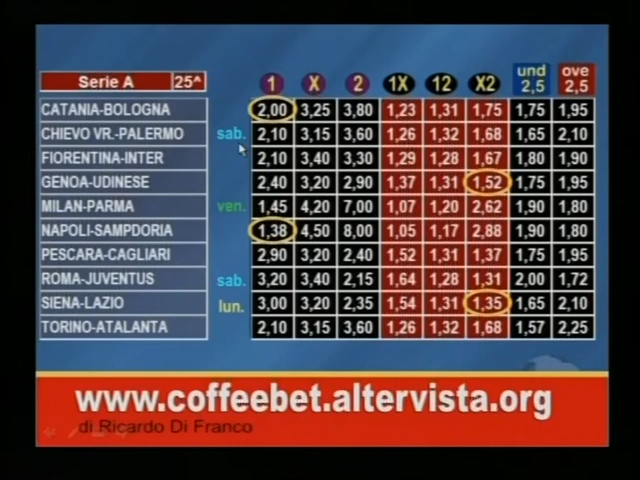 Serie A 25^ 1 X 2 1X 12 X2 und 2,5 ove 2,5
CATANIA-BOLOGNA 2,00 3,25 3,80 1,23 1,31 1,75 1,75 1,95
CHIEVO VR.-PALERMO sab. 2,10 3,15 3,60 1,26 1,32 1,68 1,65 2,10
FIORENTINA-INTER 2,10 3,40 3,30 1,29 1,28 1,67 1,80 1,90
GENOA-UDINESE 2,40 3,20 2,90 1,37 1,31 1,52 1,75 1,95
MILAN-PARMA ven. 1,45 4,20 7,00 1,07 1,20 2,62 1,90 1,80
NAPOLI-SAMPDORIA 1,38 4,50 8,00 1,05 1,17 2,88 1,90 1,80
PESCARA-CAGLIARI 2,90 3,20 2,40 1,52 1,31 1,37 1,75 1,95
ROMA-JUVENTUS sab. 3,20 3,40 2,15 1,64 1,28 1,31 2,00 1,72
SIENA-LAZIO lun. 3,00 3,20 2,35 1,54 1,31 1,35 1,65 2,10
TORINO-ATALANTA 2,10 3,15 3,60 1,26 1,32 1,68 1,57 2,25
www.coffeebet.altervista.org
di Ricardo Di Franco